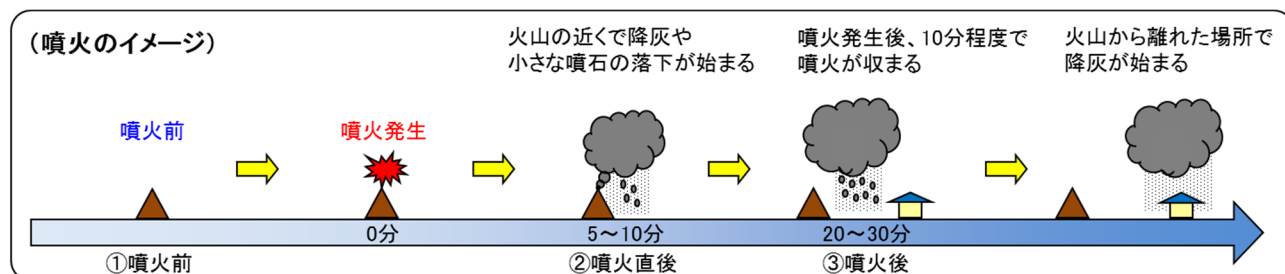 (噴火のイメージ)
火山の近くで降灰や
小さな噴石の落下が始まる
噴火発生後、10分程度で
噴火が収まる
火山から離れた場所で
降灰が始まる
噴火前
噴火発生
0分
5~10分
20~30分
①噴火前
②噴火直後
③噴火後